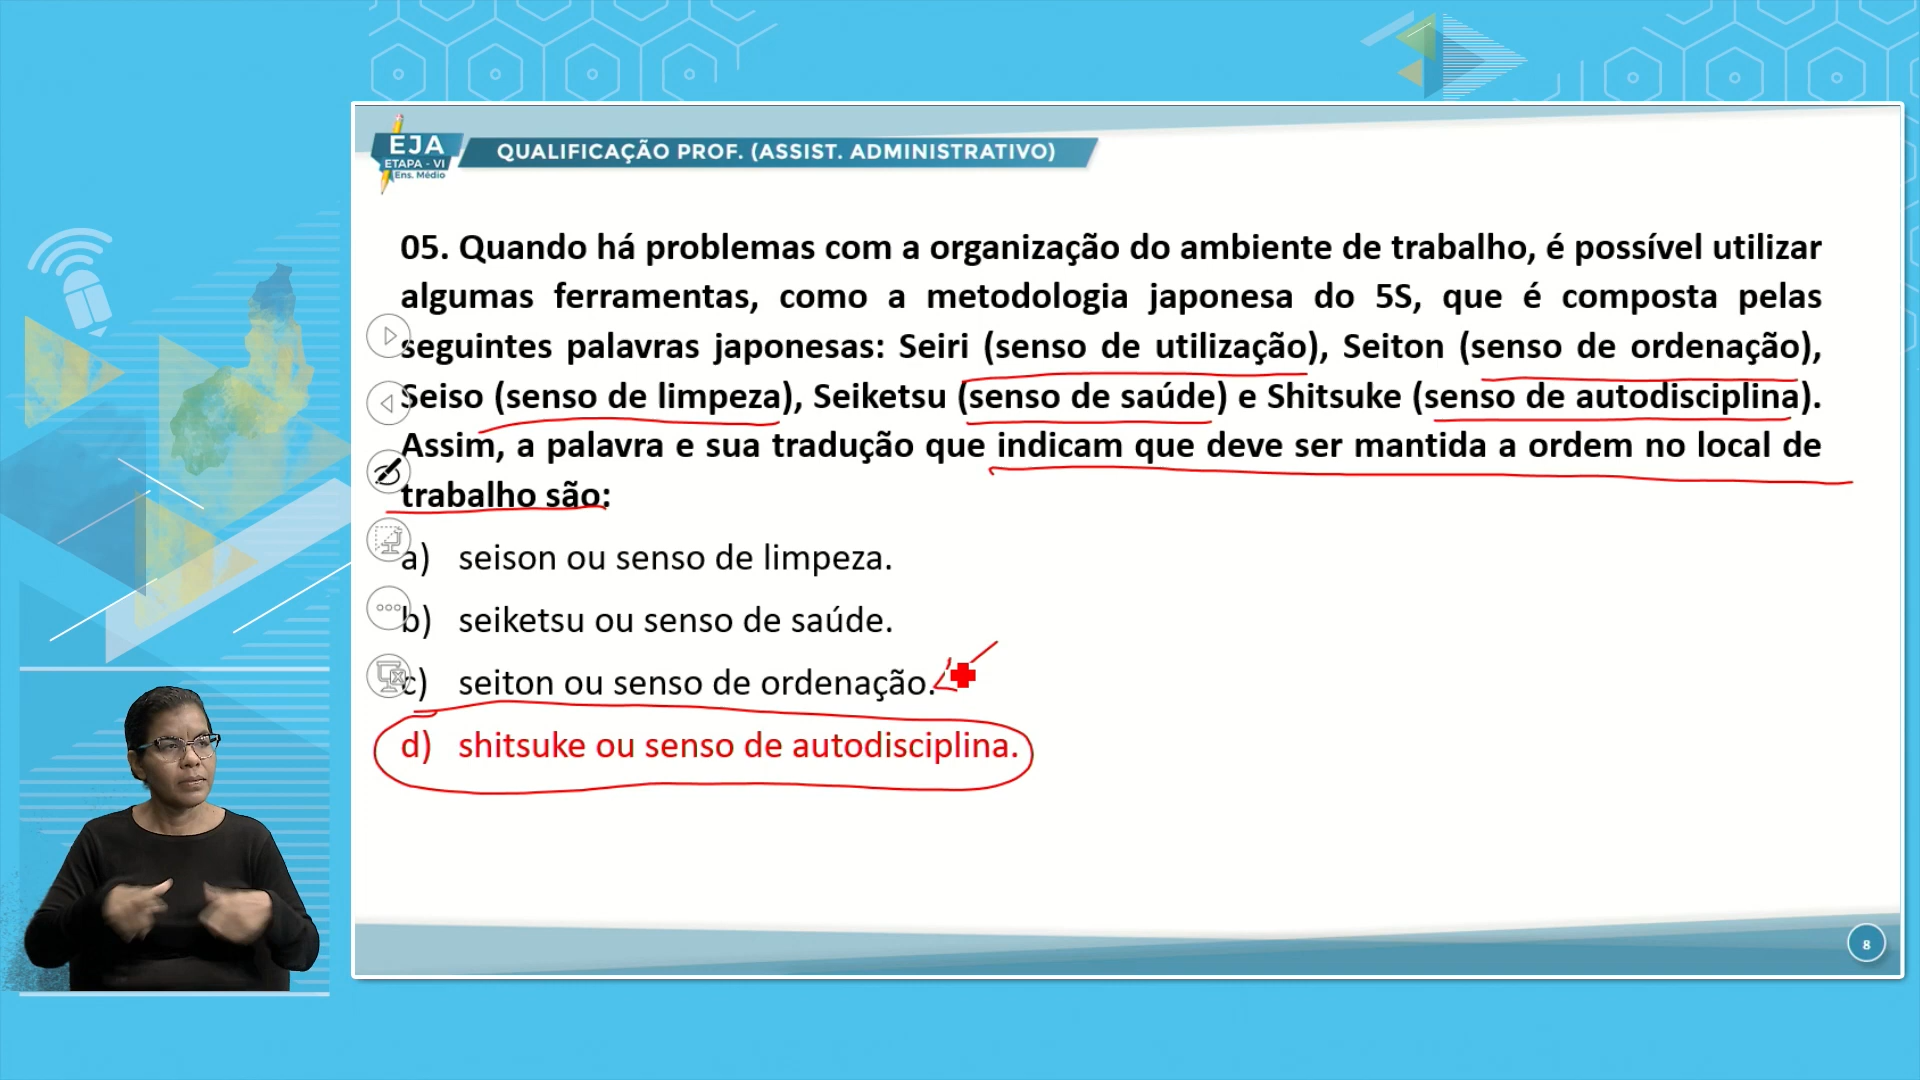 EJA
ETAPA - VI
Ens. Médio
QUALIFICAÇÃO PROF. (ASSIST. ADMINISTRATIVO)
05. Quando há problemas com a organização do ambiente de trabalho, é possível utilizar
algumas ferramentas, como a metodologia japonesa do 5S, que é composta pelas
seguintes palavras japonesas: Seiri (senso de utilização), Seiton (senso de ordenação),
Seiso (senso de limpeza), Seiketsu (senso de saúde) e Shitsuke (senso de autodisciplina).
Assim, a palavra e sua tradução que indicam que deve ser mantida a ordem no local de
trabalho são:
a) seison ou senso de limpeza.
b) seiketsu ou senso de saúde.
c) seiton ou senso de ordenação.
d) shitsuke ou senso de autodisciplina.
8